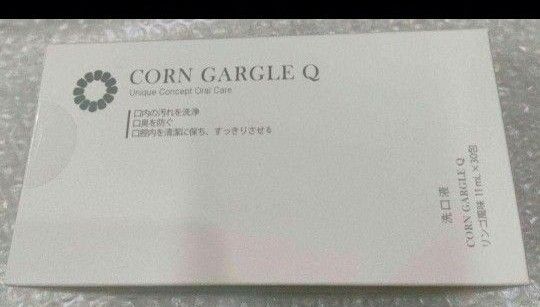 CORN GARGLE Q
Unique Concept Oral Care
口内の汚れを洗浄
口臭を防ぐ
口腔内を清潔に保ち、すっきりさせる
洗口液
CORN GARGLE Q
リンゴ風味 11mL×30包